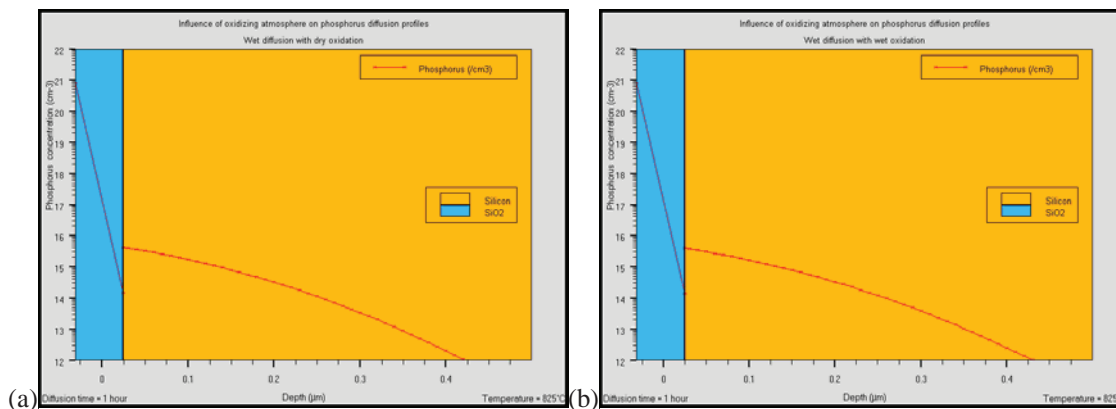 (a)
Influence of oxidizing atmosphere on phosphorus diffusion profiles
Wet diffusion with dry oxidation
Phosphorus concentration (cm-3)
22
21
20
19
18
17
16
15
14
13
12
Phosphorus (/cm3)
Silicon
SiO2
0
0.1
0.2
0.3
0.4
Diffusion time = 1 hour
Depth (µm)
Temperature = 825°C
(b)
Influence of oxidizing atmosphere on phosphorus diffusion profiles
Wet diffusion with wet oxidation
Phosphorus concentration (cm-3)
22
21
20
19
18
17
16
15
14
13
12
Phosphorus (/cm3)
Silicon
SiO2
0
0.1
0.2
0.3
0.4
Diffusion time = 1 hour
Depth (µm)
Temperature = 825